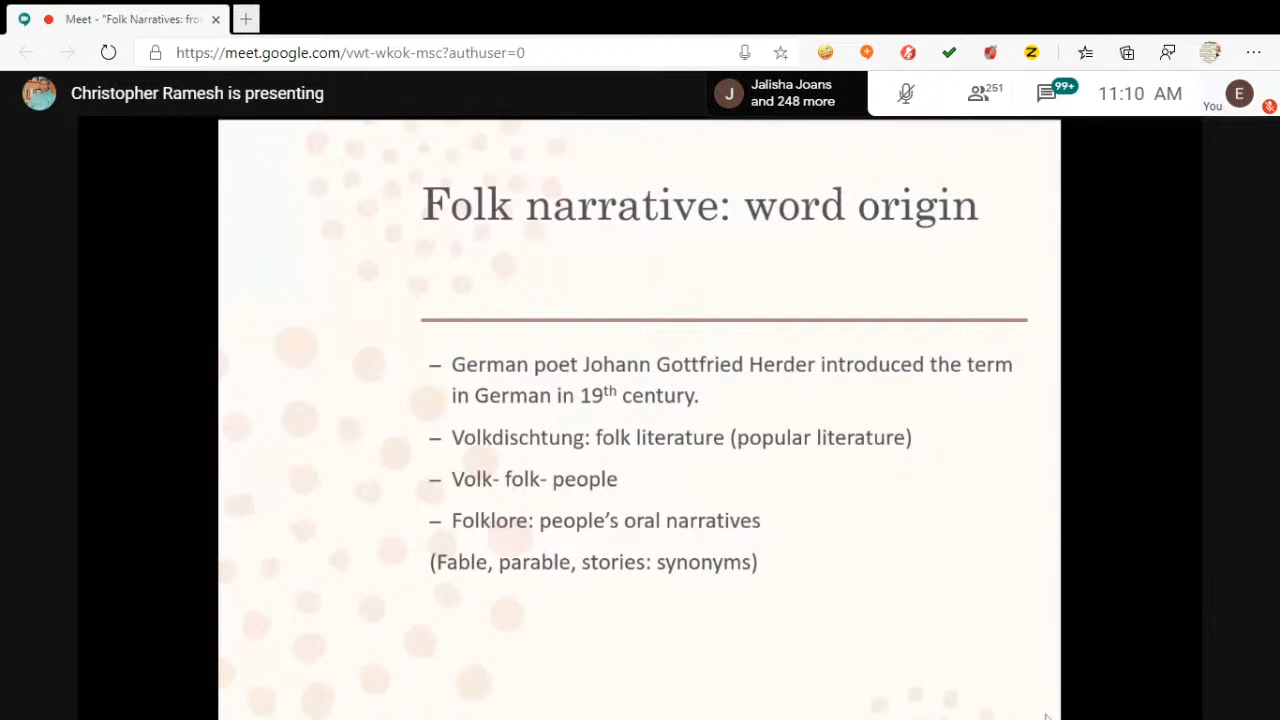 Meet - "Folk Narratives: fro
https://meet.google.com/vwt-wkok-msc?authuser=0
Christopher Ramesh is presenting
J
Jalisha Joans
and 248 more
251
99+
11:10 AM
You
E
Folk narrative: word origin
– German poet Johann Gottfried Herder introduced the term
in German in 19th century.
– Volkdischtung: folk literature (popular literature)
– Volk- folk- people
– Folklore: people's oral narratives
(Fable, parable, stories: synonyms)